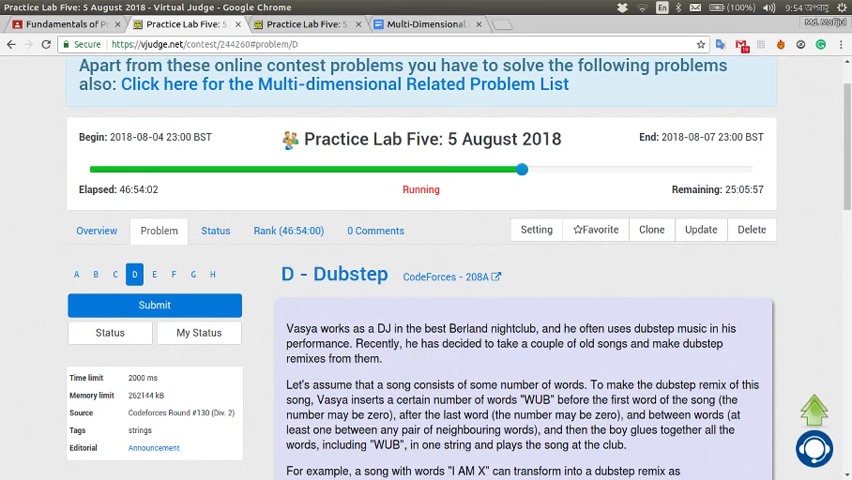 Practice Lab Five: 5 August 2018 - Virtual Judge - Google Chrome
En (100%) 9:54
Fundamentals of Pr × Practice Lab Five: 5 × Practice Lab Five: 5 × Multi-Dimensional ×
Secure https://vjudge.net/contest/244260#problem/D
Apart from these online contest problems you have to solve the following problems
also: Click here for the Multi-dimensional Related Problem List
Begin: 2018-08-04 23:00 BST Practice Lab Five: 5 August 2018 End: 2018-08-07 23:00 BST
Elapsed: 46:54:02 Running Remaining: 25:05:57
Overview Problem Status Rank (46:54:00) 0 Comments Setting Favorite Clone Update Delete
A B C D E F G H
D - Dubstep CodeForces - 208A
Submit
Status My Status
Vasya works as a DJ in the best Berland nightclub, and he often uses dubstep music in his
performance. Recently, he has decided to take a couple of old songs and make dubstep
remixes from them.
Let's assume that a song consists of some number of words. To make the dubstep remix of this
song, Vasya inserts a certain number of words "WUB" before the first word of the song (the
number may be zero), after the last word (the number may be zero), and between words (at
least one between any pair of neighbouring words), and then the boy glues together all the
words, including "WUB", in one string and plays the song at the club.
For example, a song with words "I AM X" can transform into a dubstep remix as
Time limit 2000 ms
Memory limit 262144 kB
Source Codeforces Round #130 (Div. 2)
Tags strings
Editorial Announcement